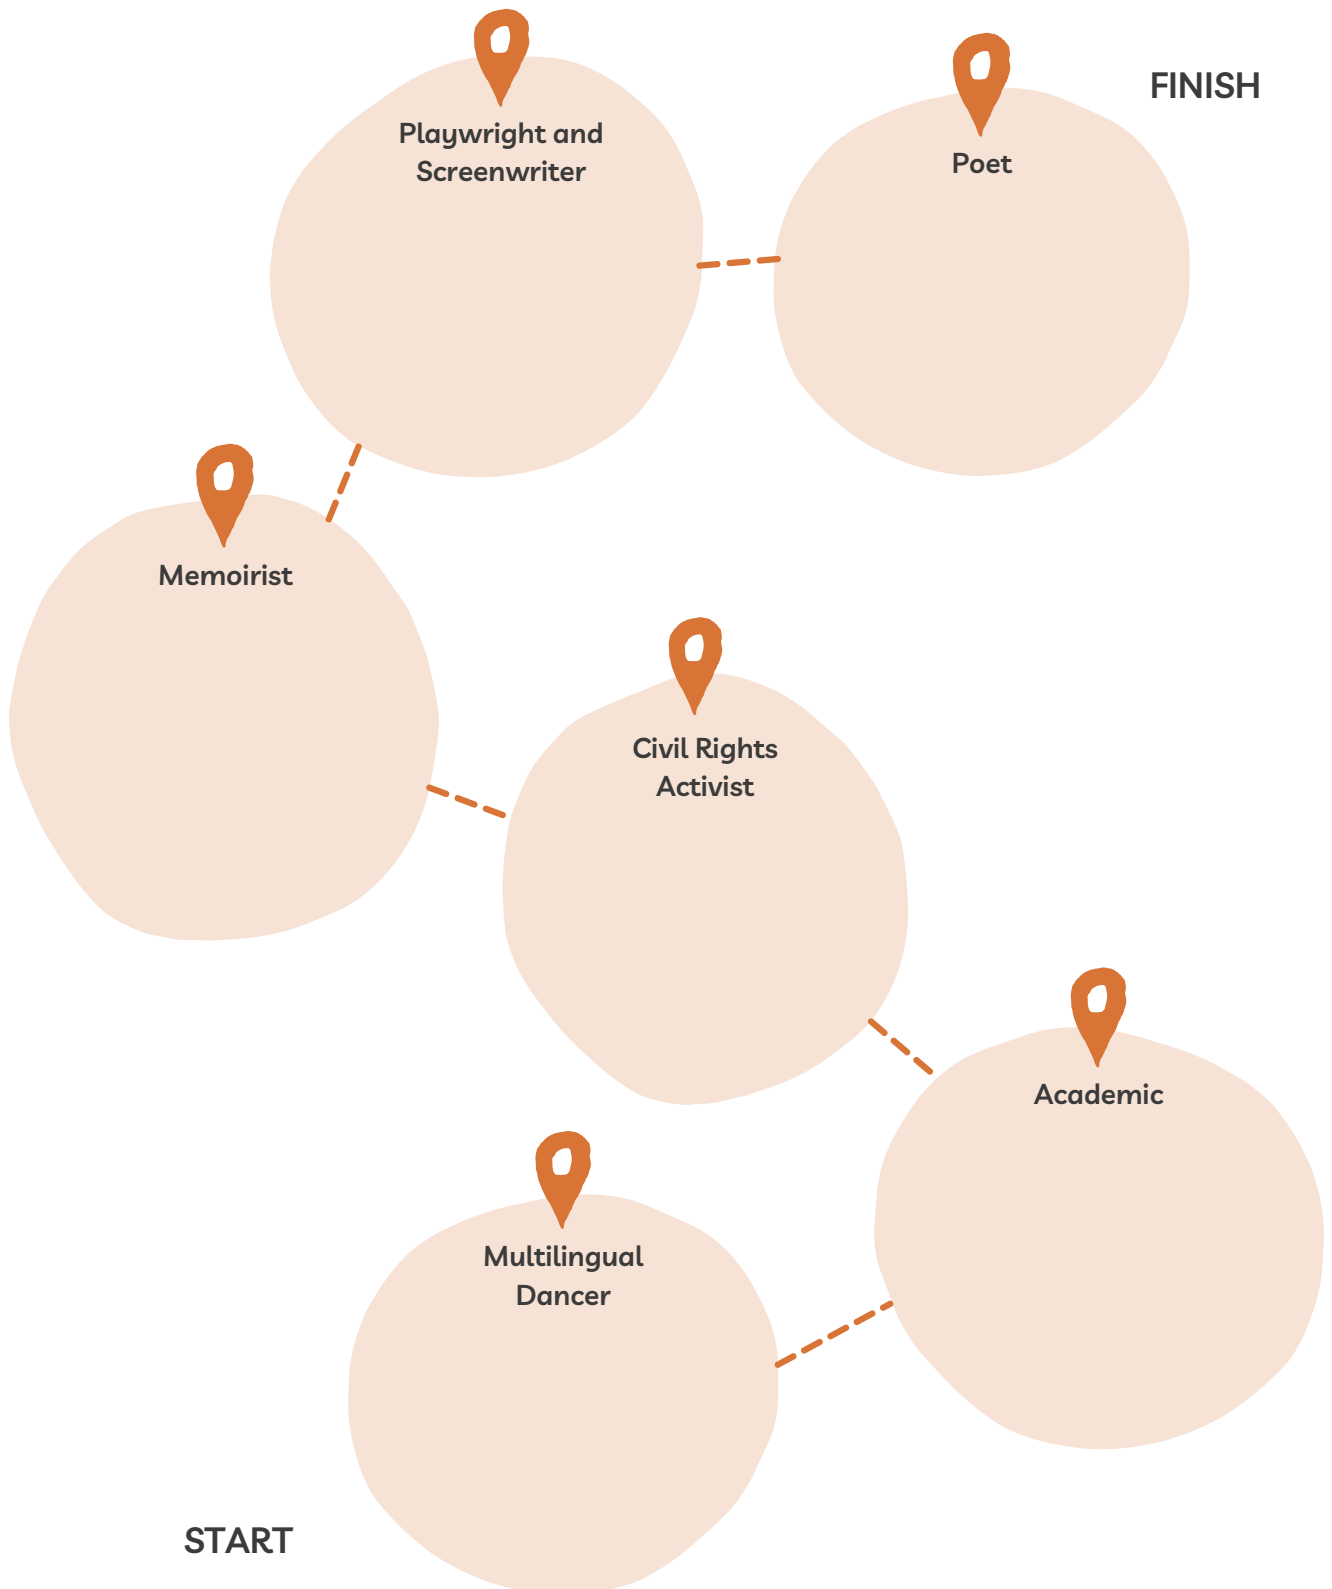 FINISH
Playwright and
Screenwriter
Poet
Memoirist
Civil Rights
Activist
Academic
Multilingual
Dancer
START